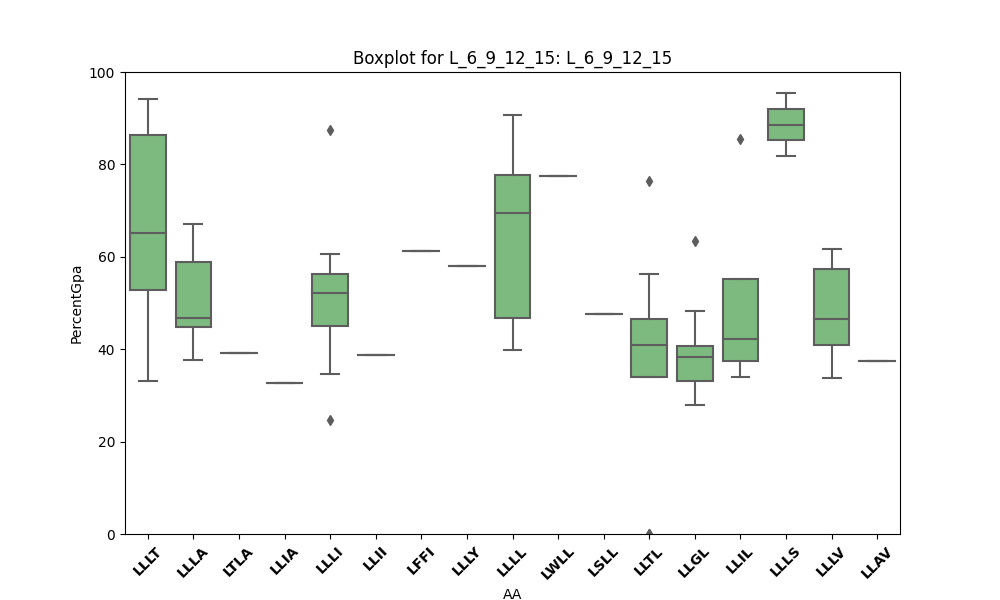 Boxplot for L_6_9_12_15: L_6_9_12_15
100
80
60
40
20
0
PercentGpa
LLLT LLLA LTLA LLIA LLLI LLII LFFI LLLY LLLL LWLL LSLL LLTL LLGL LLIL LLLS LLLV LLAV
AA